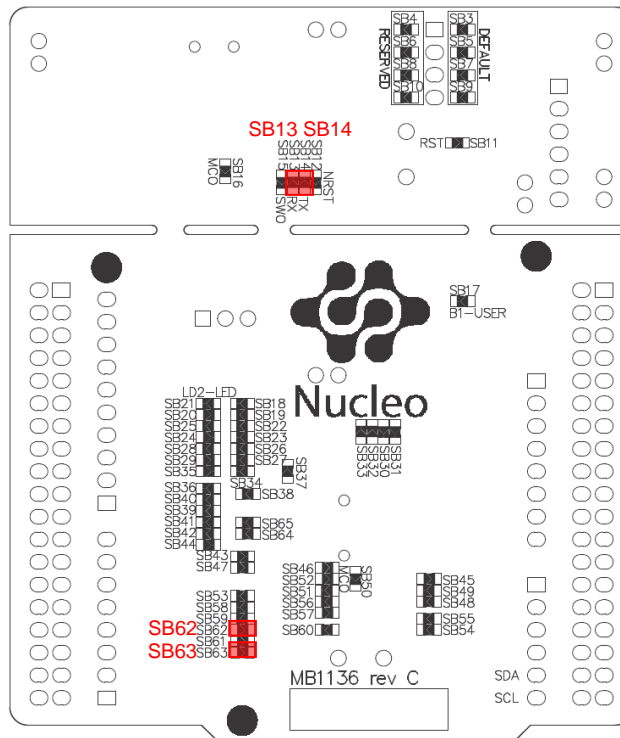 SB4
SB3
SB6
SB5
SB8
SB7
SB10
SB9
RESERVED
DEFAULT
SB13 SB14
SB15
SB13
SB14
SB12
RST
SB11
MCO
SB16
SWO
RX
TX
NRST
SB17
B1-USER
Nucleo
LD2-LED
SB21
SB18
SB20
SB19
SB25
SB22
SB24
SB23
SB28
SB26
SB29
SB27
SB35
SB37
SB33
SB32
SB30
SB31
SB36
SB34
SB40
SB38
SB39
SB41
SB65
SB42
SB64
SB44
SB43
SB47
SB46
SB52
SB51
SB56
SB57
SB60
MCO
SB50
SB45
SB49
SB48
SB55
SB54
SB53
SB58
SB59
SB62
SB62
SB61
SB63
SB63
MB1136 rev C
SDA
SCL